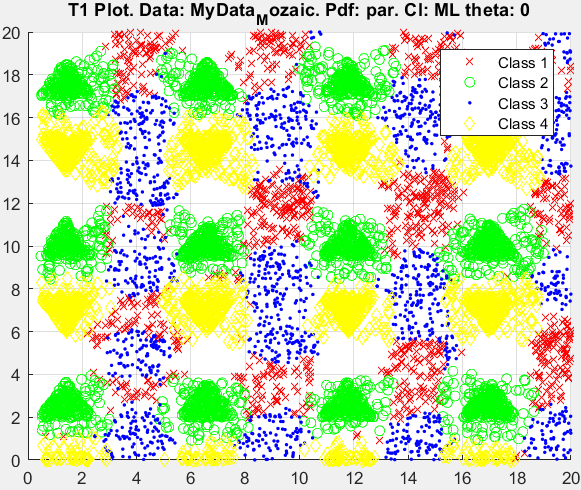 T1 Plot. Data: MyData_Mozaic. Pdf: par. Cl: ML theta: 0
20
18
16
14
12
10
8
6
4
2
0
Class 1
Class 2
Class 3
Class 4
0 2 4 6 8 10 12 14 16 18 20